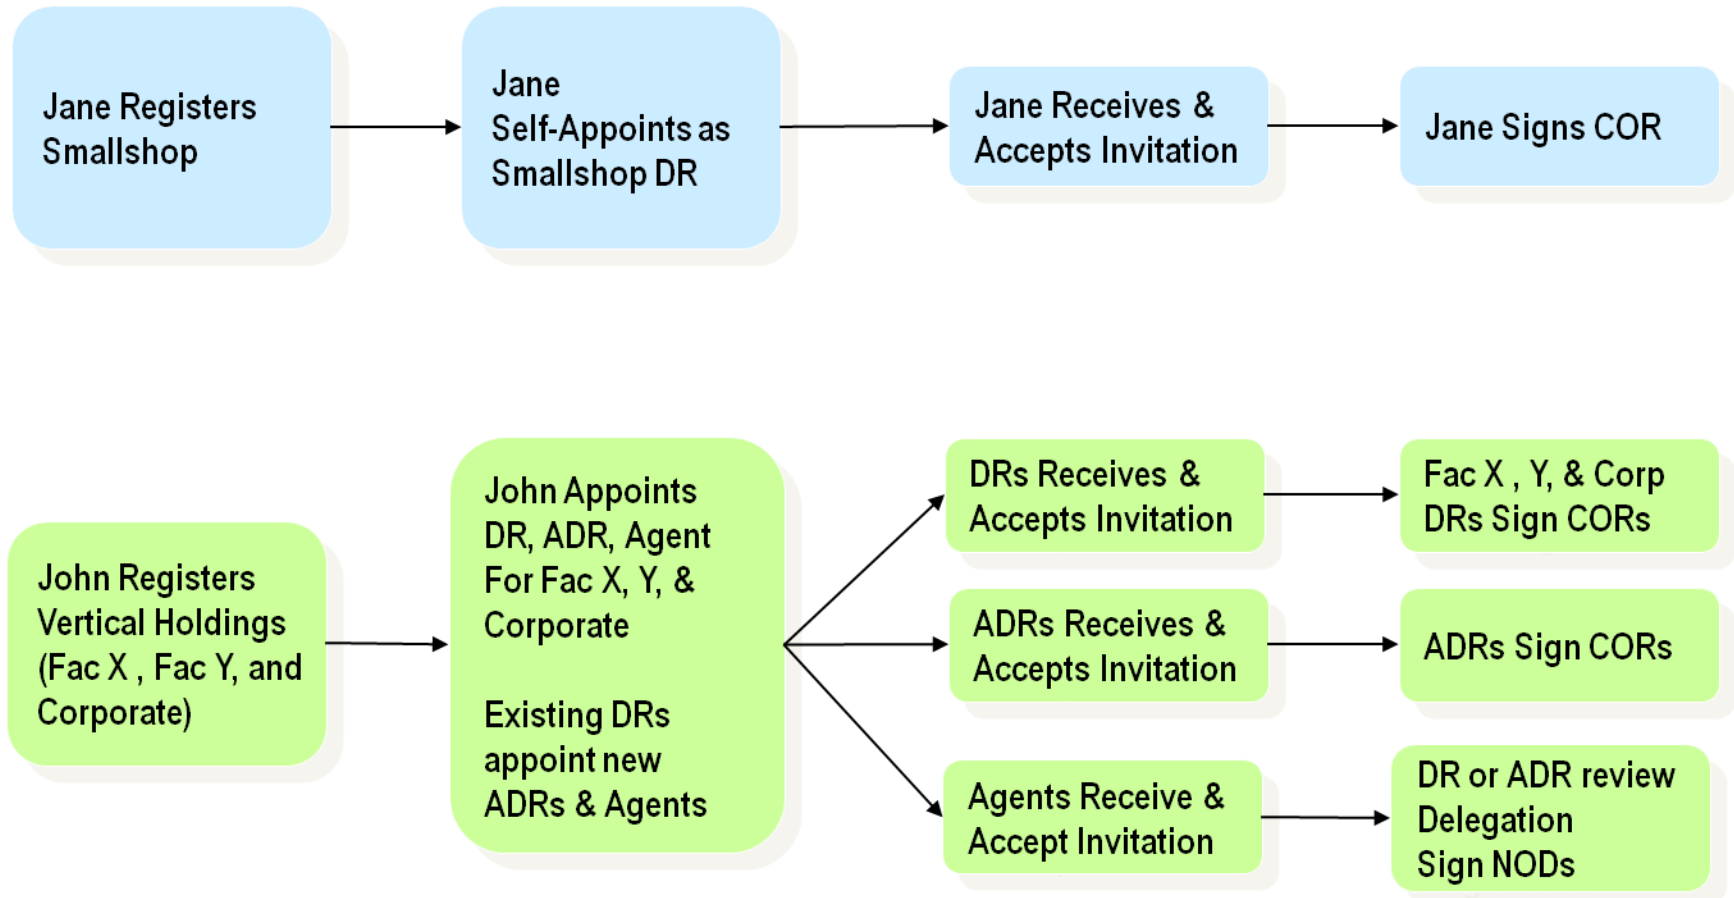 Jane Registers
Smallshop
Jane
Self-Appoints as
Smallshop DR
Jane Receives &
Accepts Invitation
Jane Signs COR
John Registers
Vertical Holdings
(Fac X , Fac Y, and
Corporate)
John Appoints
DR, ADR, Agent
For Fac X, Y, &
Corporate
Existing DRs
appoint new
ADRs & Agents
DRs Receives &
Accepts Invitation
Fac X , Y, & Corp
DRs Sign CORs
ADRs Receives &
Accepts Invitation
ADRs Sign CORs
Agents Receive &
Accept Invitation
DR or ADR review
Delegation
Sign NODs